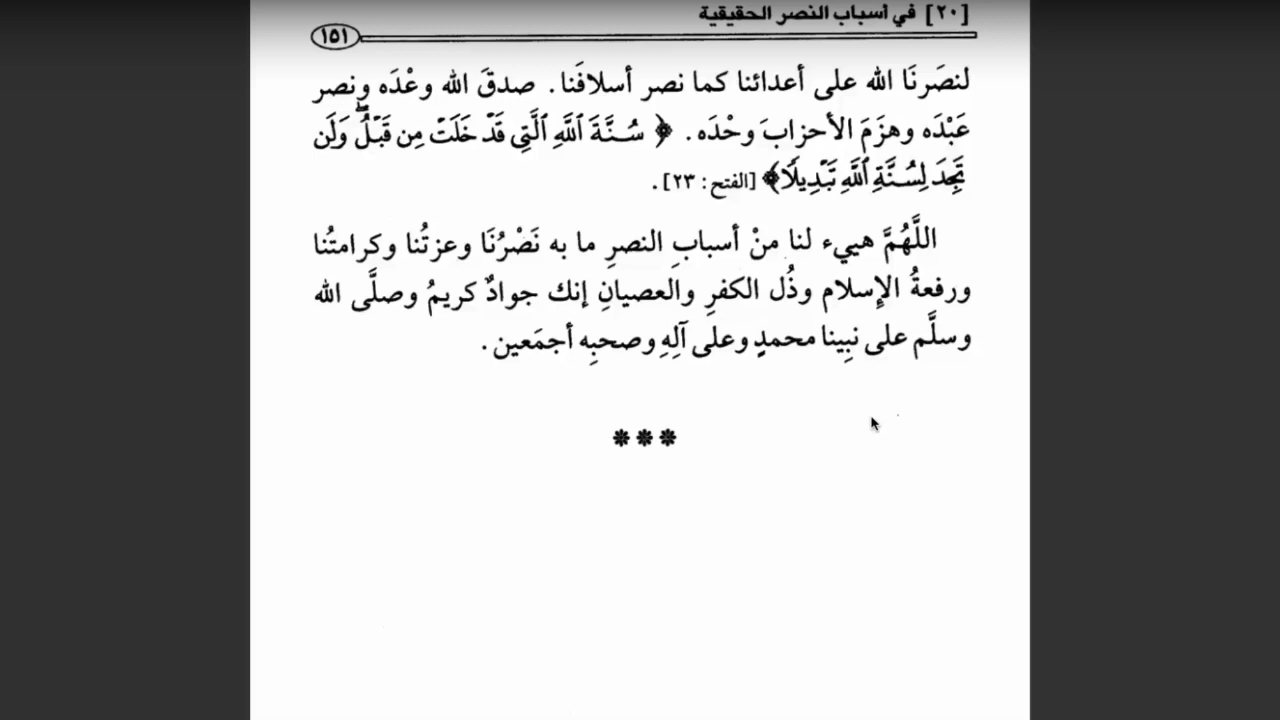 [٢٠] في أسباب النصر الحقيقية
١٥١
لنصَرنَا الله على أعدائنا كما نصر أسلافَنا. صدقَ الله وعْدَه ونصر
عَبْدَه وهزَمَ الأحزابَ وحْدَه. ﴿سُنَّةَ ٱللَّهِ ٱلَّتِي قَدۡ خَلَتۡ مِن قَبۡلُۖ وَلَن
تَجِدَ لِسُنَّةِ ٱللَّهِ تَبۡدِيلٗا﴾ [الفتح: ٢٣].
اللَّهُمَّ هييء لنا منْ أسبابِ النصرِ ما به نَصْرُنَا وعزتُنا وكرامتُنا
ورفعةُ الإِسلام وذُل الكفرِ والعصيانِ إنك جوادٌ كريمُ وصلَّى الله
وسلَّم على نبِينا محمدٍ وعلى آلِهِ وصحبِه أجمَعين.
***